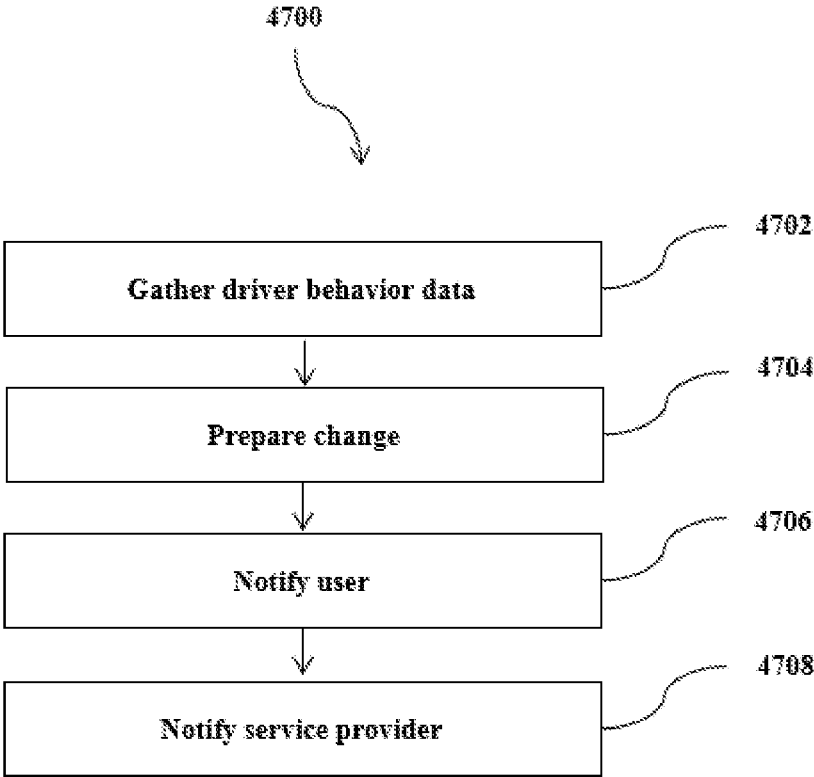 4700
4702
Gather driver behavior data
4704
Prepare change
4706
Notify user
4708
Notify service provider